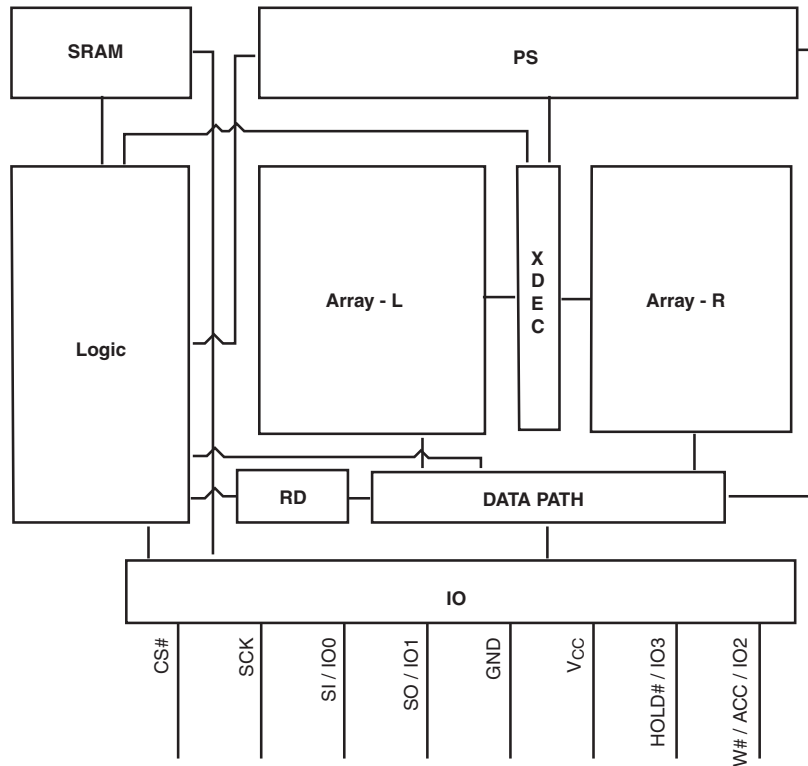 SRAM
PS
Logic
Array - L
X
D
E
C
Array - R
RD
DATA PATH
IO
CS#
SCK
SI / IO0
SO / IO1
GND
VCC
HOLD# / IO3
W# / ACC / IO2